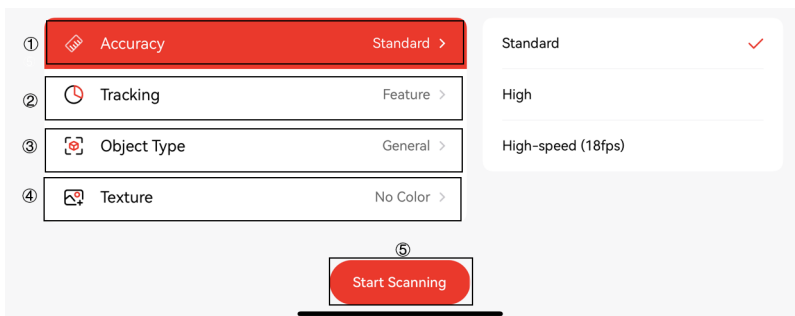 ① Accuracy Standard >
② Tracking Feature >
③ Object Type General >
④ Texture No Color >
Standard
High
High-speed (18fps)
⑤
Start Scanning